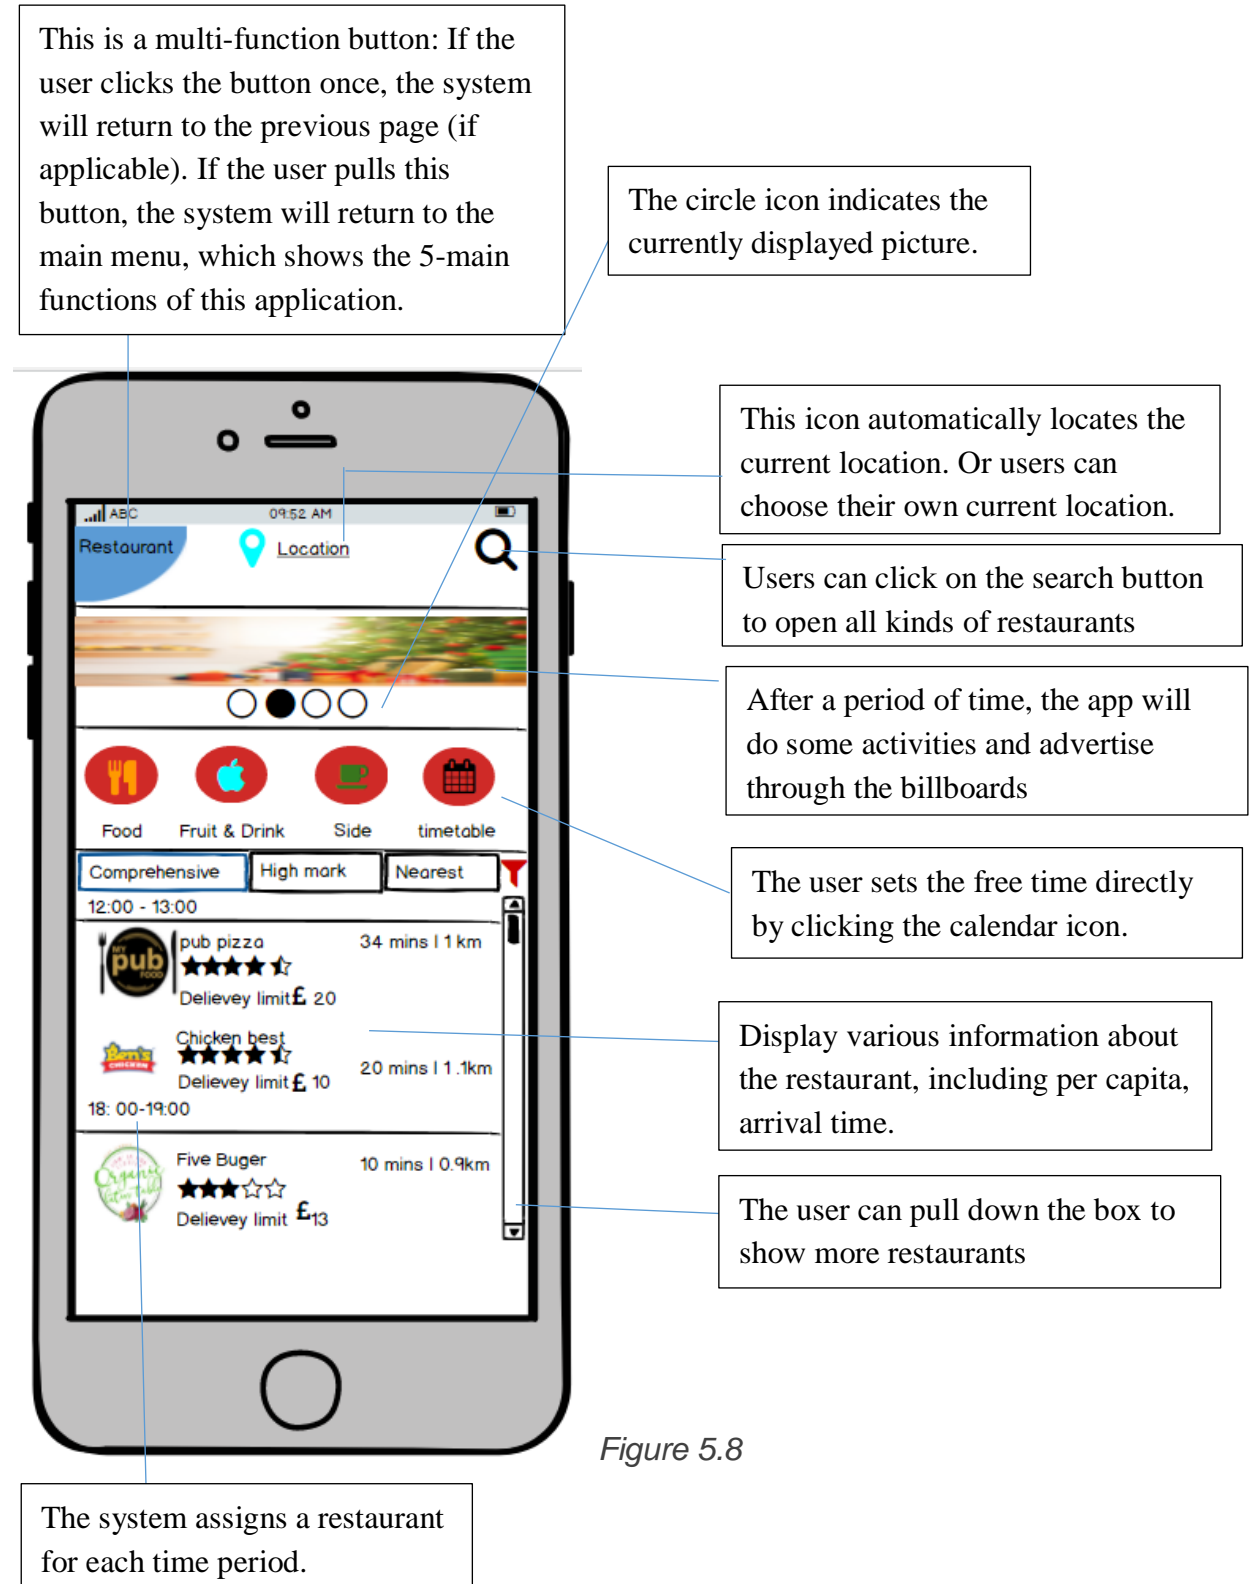 This is a multi-function button: If the
user clicks the button once, the system
will return to the previous page (if
applicable). If the user pulls this
button, the system will return to the
main menu, which shows the 5-main
functions of this application.
The circle icon indicates the
currently displayed picture.
This icon automatically locates the
current location. Or users can
choose their own current location.
Users can click on the search button
to open all kinds of restaurants
After a period of time, the app will
do some activities and advertise
through the billboards
The user sets the free time directly
by clicking the calendar icon.
Display various information about
the restaurant, including per capita,
arrival time.
The user can pull down the box to
show more restaurants
ABC 09:52 AM
Restaurant Location
Food Fruit & Drink Side timetable
Comprehensive High mark Nearest
12:00 - 13:00
MY
pub
FOOD
pub pizza 34 mins l 1 km
Delievey limit £ 20
Ben's
CHICKEN
Chicken best
20 mins l 1 .1km
Delievey limit £ 10
18: 00-19:00
Organic
Five Buger 10 mins l 0.9km
Delievey limit £13
Figure 5.8
The system assigns a restaurant
for each time period.